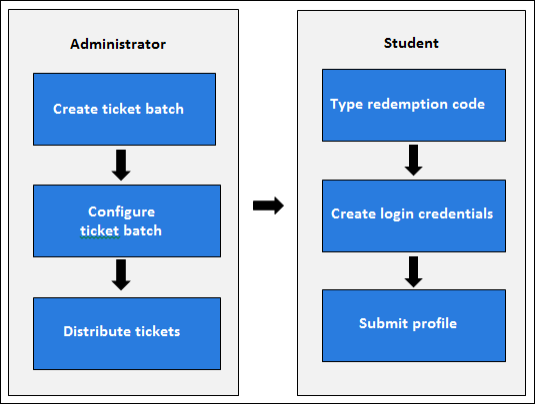 Administrator
Create ticket batch
Configure
ticket batch
Distribute tickets
Student
Type redemption code
Create login credentials
Submit profile